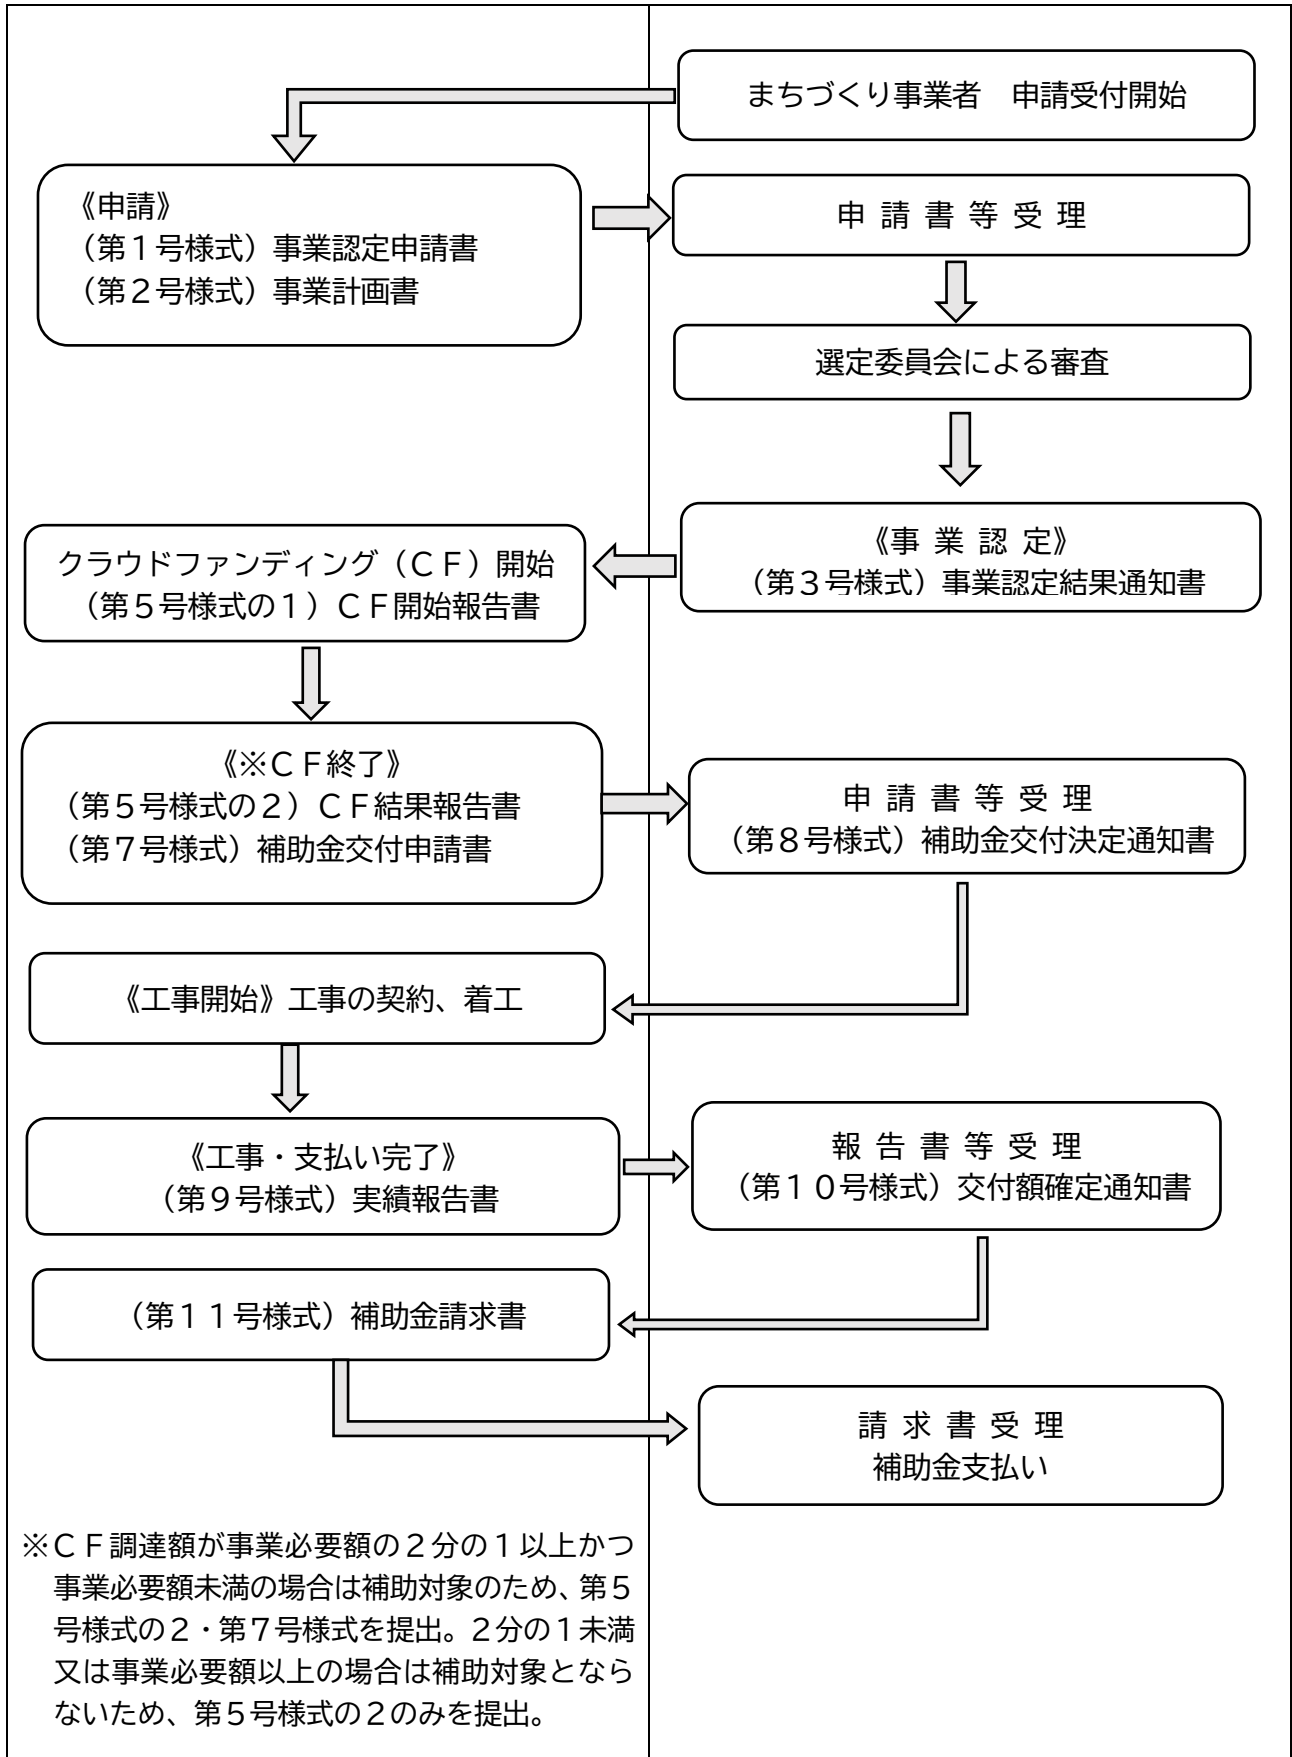 まちづくり事業者　申請受付開始
《申請》
（第１号様式）事業認定申請書
（第２号様式）事業計画書
申 請 書 等 受 理
選定委員会による審査
《事 業 認 定》
（第３号様式）事業認定結果通知書
クラウドファンディング（ＣＦ）開始
（第５号様式の１）ＣＦ開始報告書
《※ＣＦ終了》
（第５号様式の２）ＣＦ結果報告書
（第７号様式）補助金交付申請書
申 請 書 等 受 理
（第８号様式）補助金交付決定通知書
《工事開始》工事の契約、着工
《工事・支払い完了》
（第９号様式）実績報告書
報 告 書 等 受 理
（第１０号様式）交付額確定通知書
（第１１号様式）補助金請求書
請 求 書 受 理
補助金支払い
※ＣＦ調達額が事業必要額の２分の１以上かつ
事業必要額未満の場合は補助対象のため、第５
号様式の２・第７号様式を提出。２分の１未満
又は事業必要額以上の場合は補助対象となら
ないため、第５号様式の２のみを提出。